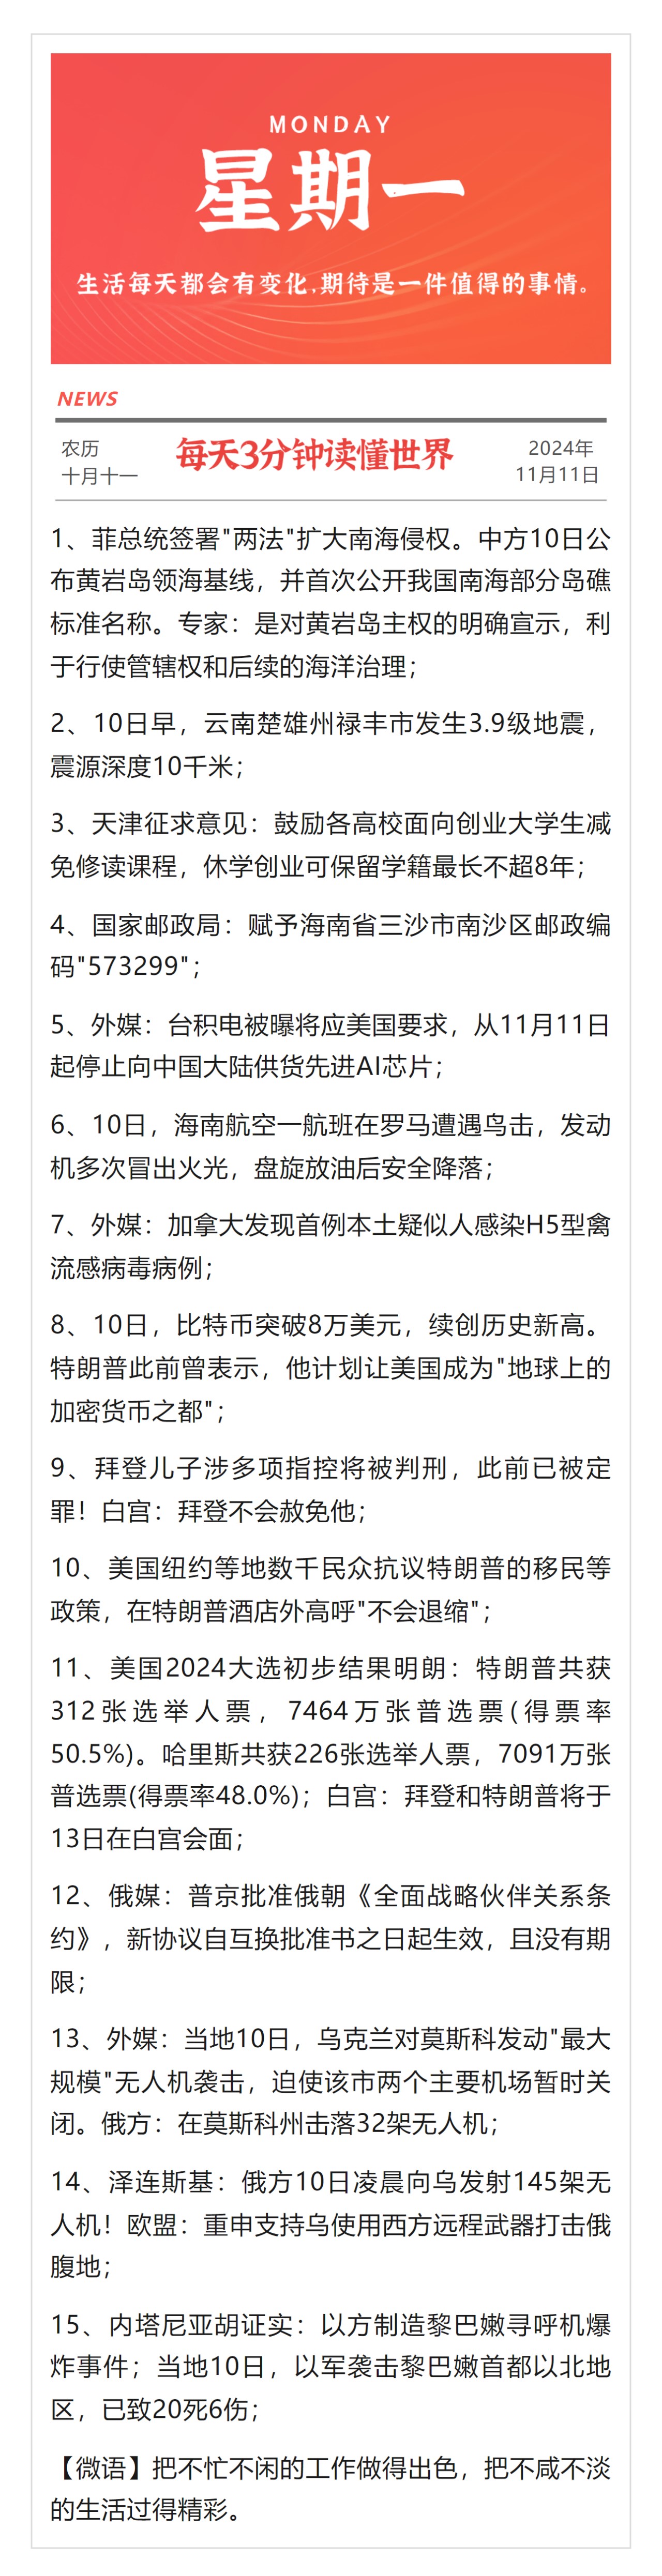 MONDAY
星期一
生活每天都会有变化,期待是一件值得的事情。
NEWS
农历
十月十一
每天3分钟读懂世界
2024年
11月11日
1、菲总统签署"两法"扩大南海侵权。中方10日公
布黄岩岛领海基线，并首次公开我国南海部分岛礁
标准名称。专家：是对黄岩岛主权的明确宣示，利
于行使管辖权和后续的海洋治理；
2、10日早，云南楚雄州禄丰市发生3.9级地震，
震源深度10千米；
3、天津征求意见：鼓励各高校面向创业大学生减
免修读课程，休学创业可保留学籍最长不超8年；
4、国家邮政局：赋予海南省三沙市南沙区邮政编
码"573299"；
5、外媒：台积电被曝将应美国要求，从11月11日
起停止向中国大陆供货先进AI芯片；
6、10日，海南航空一航班在罗马遭遇鸟击，发动
机多次冒出火光，盘旋放油后安全降落；
7、外媒：加拿大发现首例本土疑似人感染H5型禽
流感病毒病例；
8、10日，比特币突破8万美元，续创历史新高。
特朗普此前曾表示，他计划让美国成为"地球上的
加密货币之都"；
9、拜登儿子涉多项指控将被判刑，此前已被定
罪！白宫：拜登不会赦免他；
10、美国纽约等地数千民众抗议特朗普的移民等
政策，在特朗普酒店外高呼"不会退缩"；
11、美国2024大选初步结果明朗：特朗普共获
312张选举人票，7464万张普选票(得票率
50.5%)。哈里斯共获226张选举人票，7091万张
普选票(得票率48.0%)；白宫：拜登和特朗普将于
13日在白宫会面；
12、俄媒：普京批准俄朝《全面战略伙伴关系条
约》，新协议自互换批准书之日起生效，且没有期
限；
13、外媒：当地10日，乌克兰对莫斯科发动"最大
规模"无人机袭击，迫使该市两个主要机场暂时关
闭。俄方：在莫斯科州击落32架无人机；
14、泽连斯基：俄方10日凌晨向乌发射145架无
人机！欧盟：重申支持乌使用西方远程武器打击俄
腹地；
15、内塔尼亚胡证实：以方制造黎巴嫩寻呼机爆
炸事件；当地10日，以军袭击黎巴嫩首都以北地
区，已致20死6伤；
【微语】把不忙不闲的工作做得出色，把不咸不淡
的生活过得精彩。